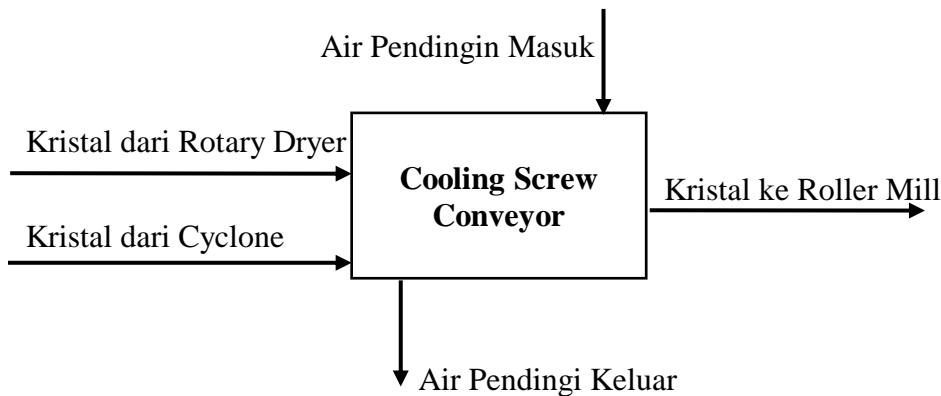 Air Pendingin Masuk
Kristal dari Rotary Dryer
Cooling Screw
Conveyor
Kristal ke Roller Mill
Kristal dari Cyclone
Air Pendingi Keluar